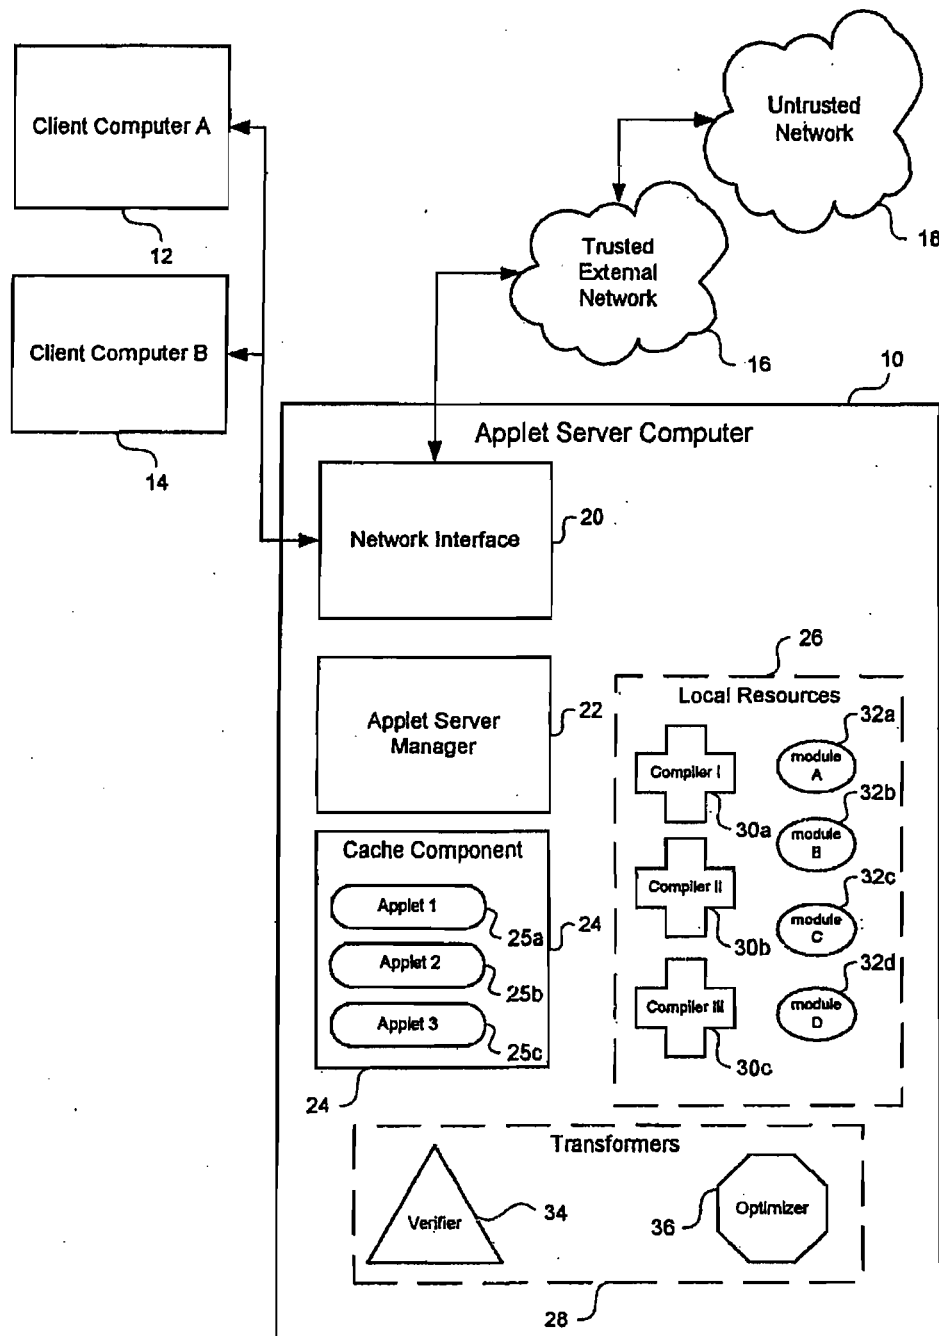 Client Computer A
12
Client Computer B
14
Untrusted
Network
18
Trusted
External
Network
16
10
Applet Server Computer
Network Interface
20
Applet Server
Manager
22
26
Local Resources
Compiler I
30a
Compiler II
30b
Compiler III
30c
32a
module
A
32b
module
B
32c
module
C
32d
module
D
Cache Component
Applet 1
25a
24
Applet 2
25b
Applet 3
25c
24
Transformers
Verifier
34
36
Optimizer
28